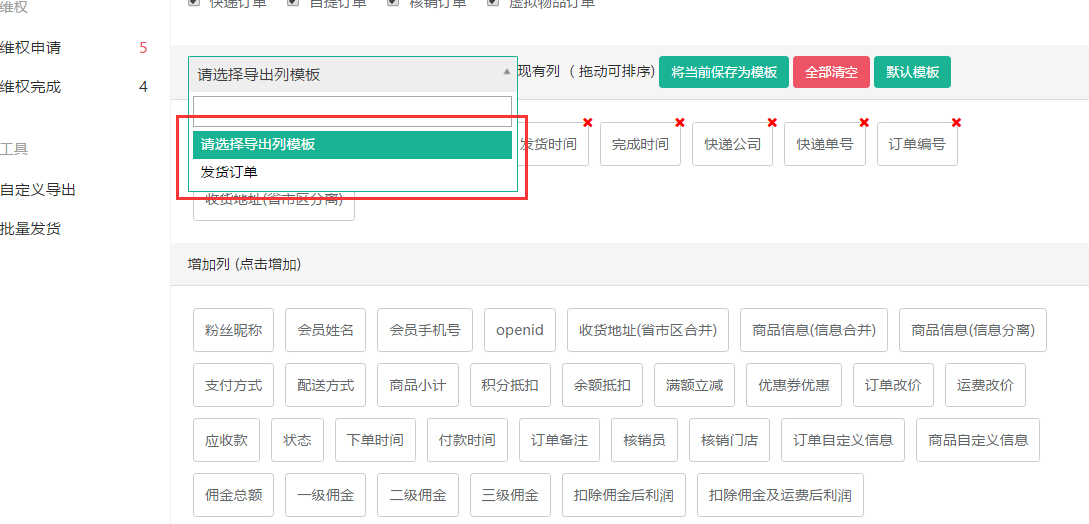 维权
快递订单
自提订单
核销订单
虚拟物品订单
维权申请 5
维权完成 4
工具
自定义导出
批量发货
请选择导出列模板
现有列 （ 拖动可排序) 将当前保存为模板 全部清空 默认模板
请选择导出列模板
发货订单
发货时间 完成时间 快递公司 快递单号 订单编号
收货地址(省市区分离)
增加列 (点击增加)
粉丝昵称 会员姓名 会员手机号 openid 收货地址(省市区合并) 商品信息(信息合并) 商品信息(信息分离)
支付方式 配送方式 商品小计 积分抵扣 余额抵扣 满额立减 优惠券优惠 订单改价 运费改价
应收款 状态 下单时间 付款时间 订单备注 核销员 核销门店 订单自定义信息 商品自定义信息
佣金总额 一级佣金 二级佣金 三级佣金 扣除佣金后利润 扣除佣金及运费后利润